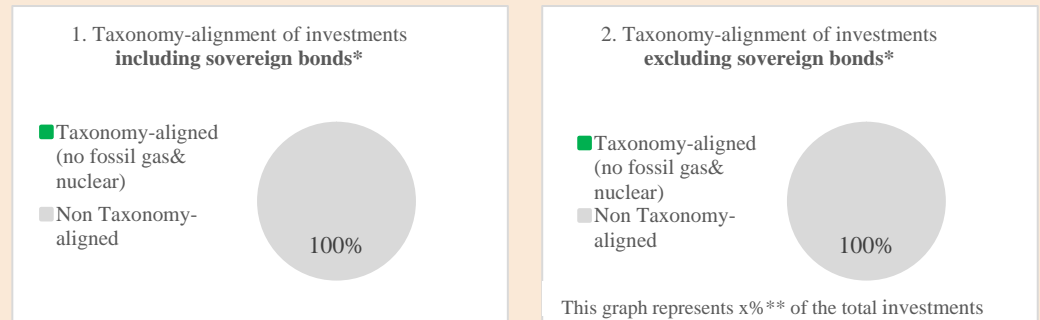 1. Taxonomy-alignment of investments
including sovereign bonds*
Taxonomy-aligned
(no fossil gas&
nuclear)
Non Taxonomy-
aligned
100%
2. Taxonomy-alignment of investments
excluding sovereign bonds*
Taxonomy-aligned
(no fossil gas&
nuclear)
Non Taxonomy-
aligned
100%
This graph represents x%** of the total investments